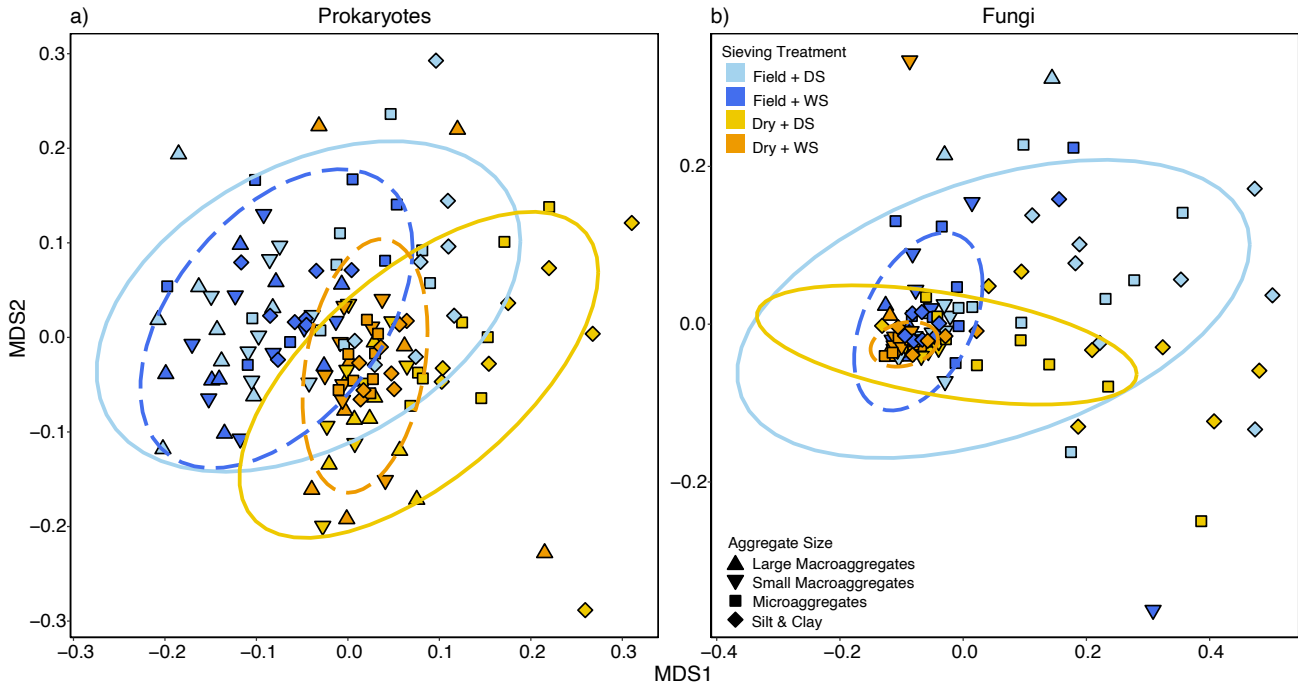 a) Prokaryotes
b) Fungi
0.3
0.2
0.1
0.0
−0.1
−0.2
−0.3
MDS2
−0.3 −0.2 −0.1 0.0 0.1 0.2 0.3
Sieving Treatment
Field + DS
Field + WS
Dry + DS
Dry + WS
0.2
0.0
−0.2
Aggregate Size
Large Macroaggregates
Small Macroaggregates
Microaggregates
Silt & Clay
−0.4 −0.2 0.0 0.2 0.4
MDS1